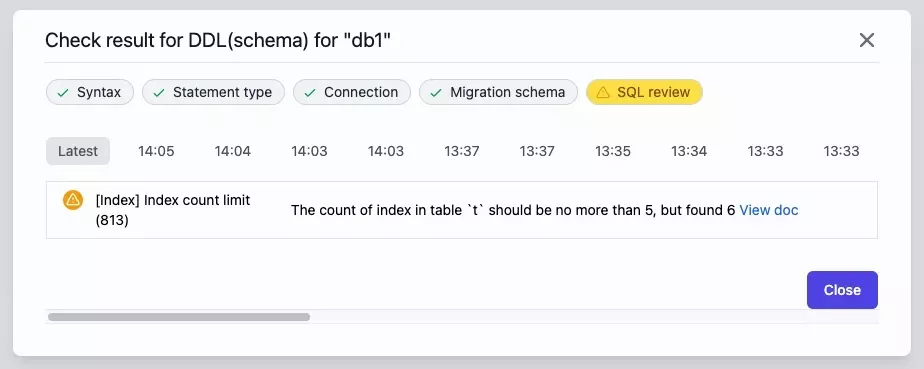 Check result for DDL(schema) for "db1"
Syntax Statement type Connection Migration schema SQL review
Latest 14:05 14:04 14:03 14:03 13:37 13:37 13:35 13:34 13:33 13:33
[Index] Index count limit
(813)
The count of index in table `t` should be no more than 5, but found 6 View doc
Close